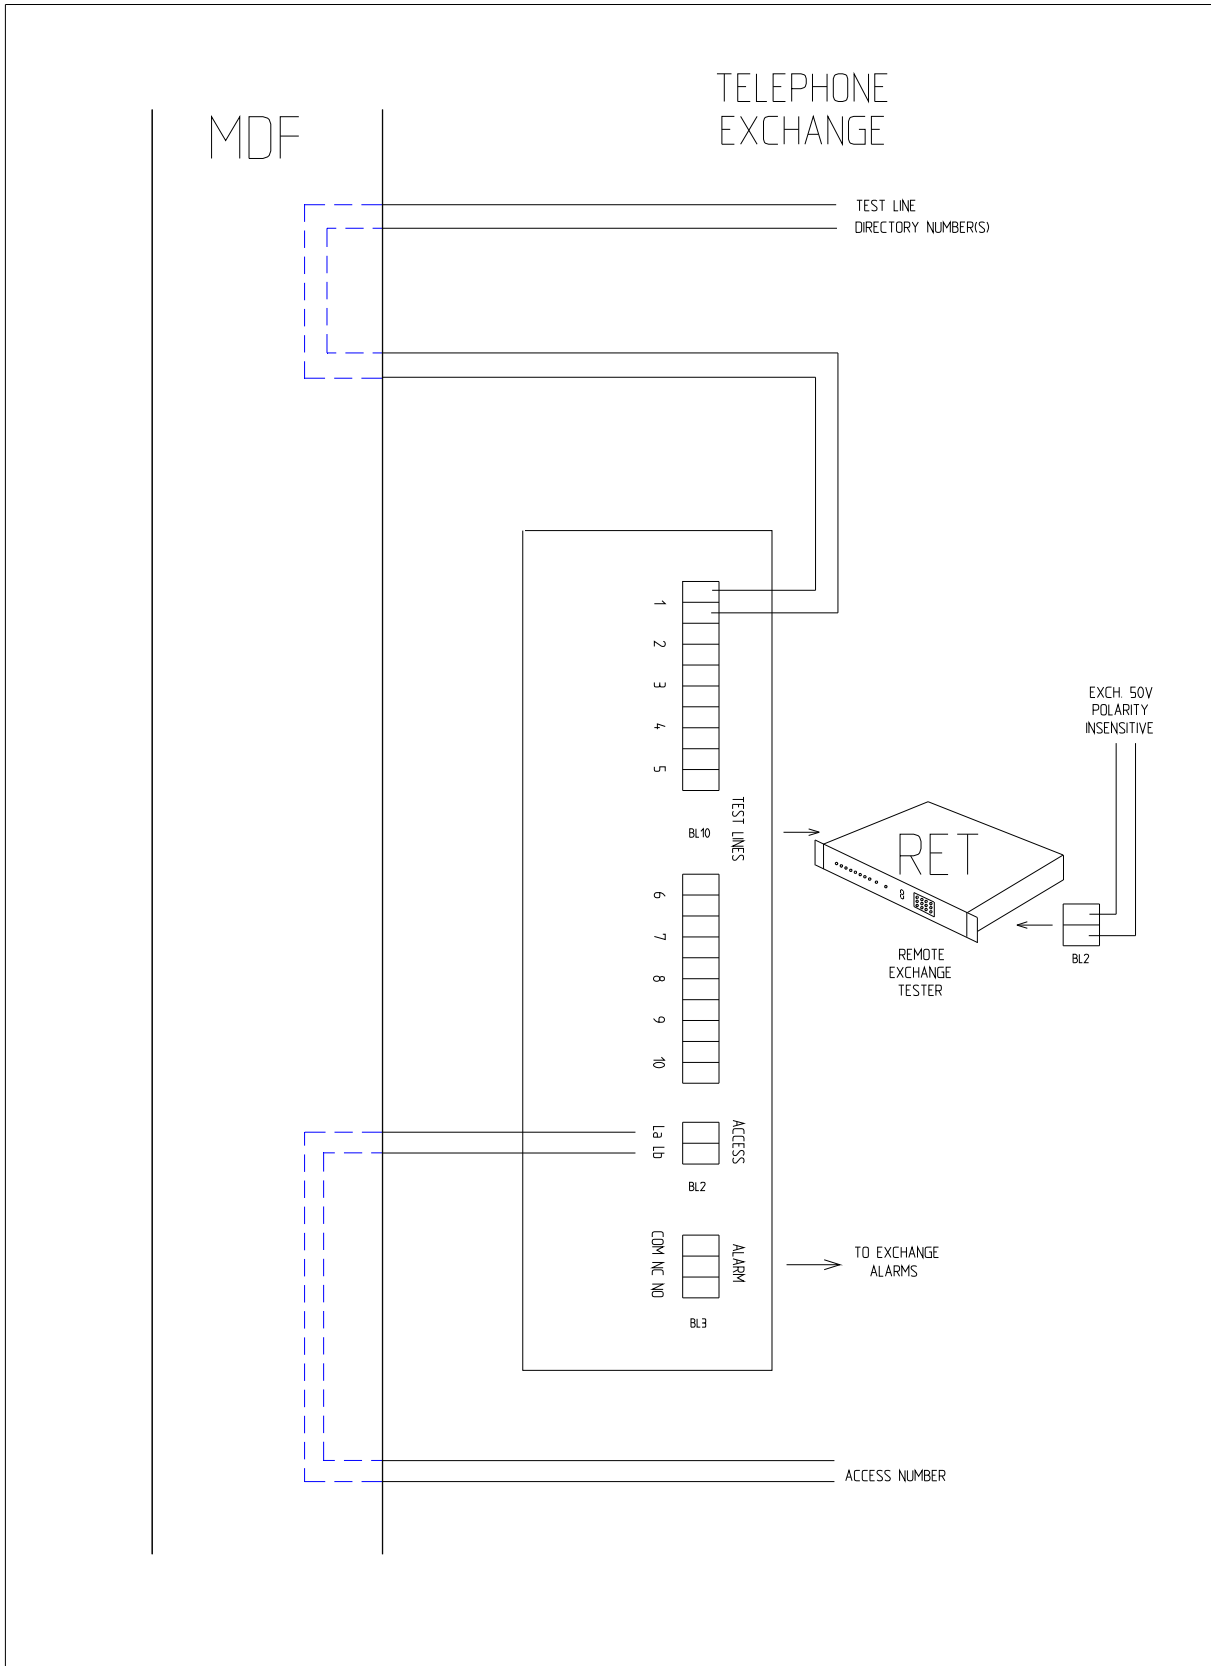 TELEPHONE
EXCHANGE
MDF
TEST LINE
DIRECTORY NUMBER(S)
1
2
3
4
5
BL10
TEST LINES
EXCH. 50V
POLARITY
INSENSITIVE
RET
REMOTE
EXCHANGE
TESTER
BL2
6
7
8
9
10
La Lb
ACCESS
BL2
COM NC NO
ALARM
BL3
TO EXCHANGE
ALARMS
ACCESS NUMBER